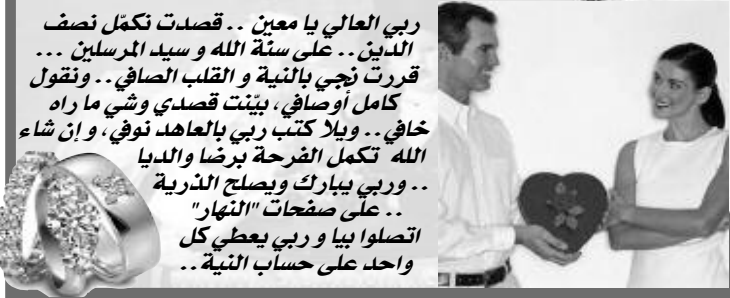 ربي العالي يا معين .. قصدت نكمّل نصف
الدين.. على سنة الله و سيد المرسلين ...
قررت نجي بالنية و القلب الصافي.. ونقول
كامل أوصافي، بيّنت قصدي وشي ما راه
خافي.. ويلا كتب ربي بالعاهد نوفي، و إن شاء
الله تكمل الفرحة برضا والديا
.. وربي يبارك ويصلح الذرية
.. على صفحات "النهار"
اتصلوا بيا و ربي يعطي كل
واحد على حساب النية..